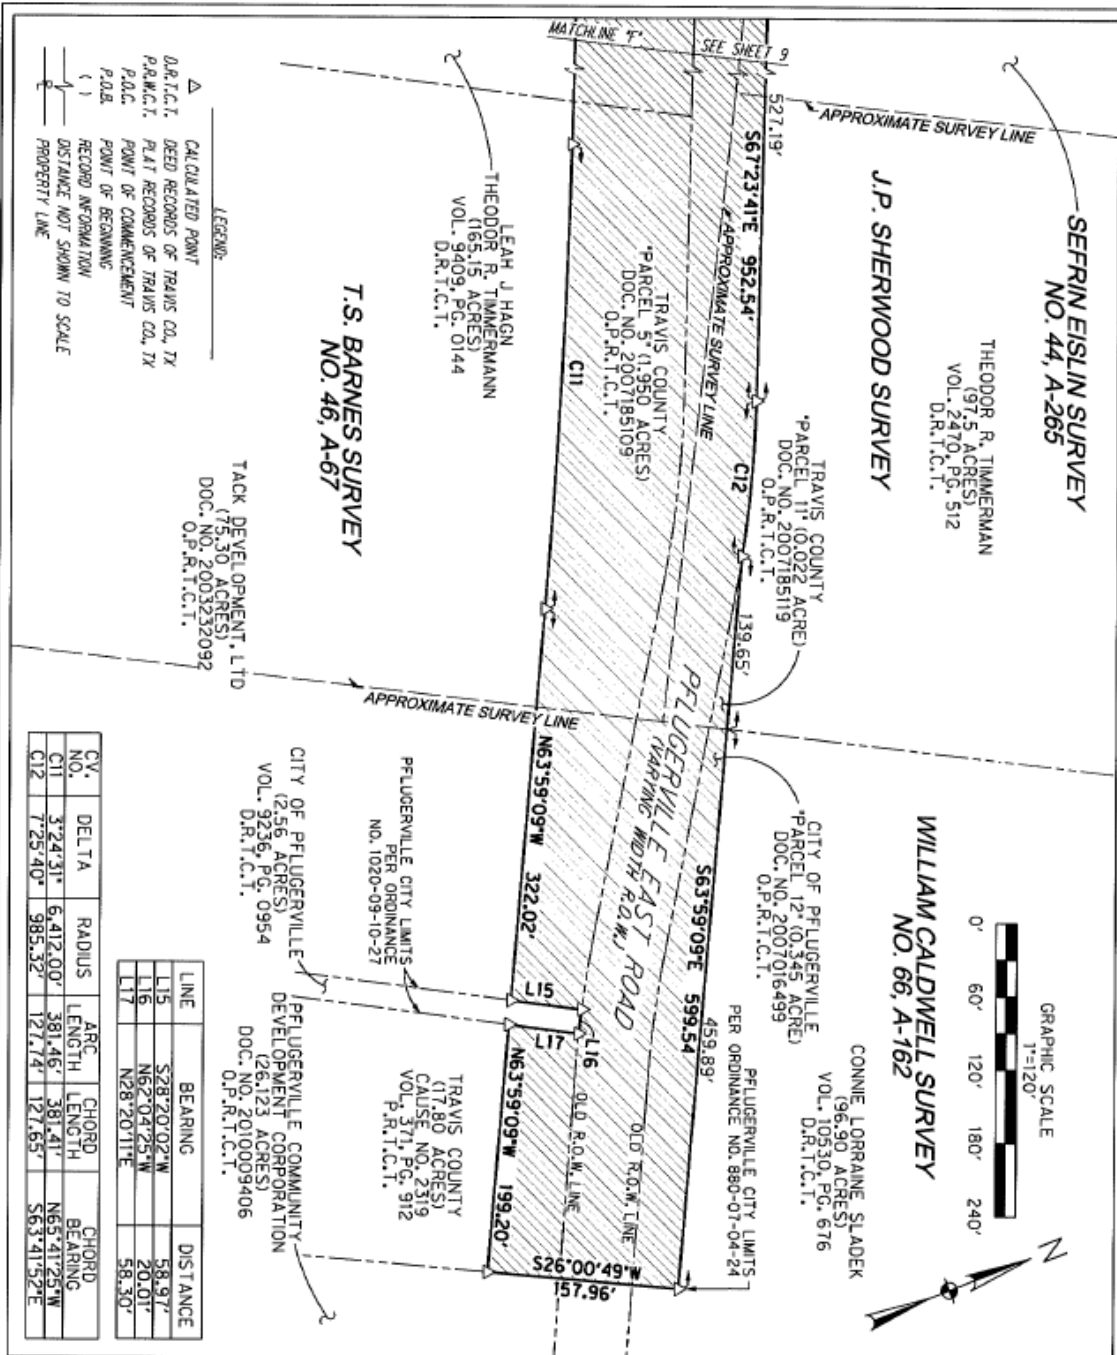 MATCHLINE "F"
SEE SHEET 9
527.19'
APPROXIMATE SURVEY LINE
SEFRIN EISLIN SURVEY
NO. 44, A-265
THEODOR R. TIMMERMAN
(97.5 ACRES)
VOL. 2470, PG. 512
D.R.T.C.T.
J.P. SHERWOOD SURVEY
S67°23'41"E 952.54'
APPROXIMATE SURVEY LINE
TRAVIS COUNTY
"PARCEL 5" (1.950 ACRES)
DOC. NO. 2007185109
O.P.R.T.C.T.
C12
TRAVIS COUNTY
"PARCEL 11" (0.022 ACRE)
DOC. NO. 2007185119
O.P.R.T.C.T.
139.65'
C11
LEAH J HAGN
THEODOR R. TIMMERMANN
(165.15 ACRES)
VOL. 9409, PG. 0144
D.R.T.C.T.
T.S. BARNES SURVEY
NO. 46, A-67
TACK DEVELOPMENT, LTD
(75.30 ACRES)
DOC. NO. 2003232092
O.P.R.T.C.T.
APPROXIMATE SURVEY LINE
LEGEND:
△ CALCULATED POINT
D.R.T.C.T. DEED RECORDS OF TRAVIS CO., TX
P.R.M.C.T. PLAT RECORDS OF TRAVIS CO., TX
P.O.C. POINT OF COMMENCEMENT
P.O.B. POINT OF BEGINNING
( ) RECORD INFORMATION
DISTANCE NOT SHOWN TO SCALE
PROPERTY LINE
GRAPHIC SCALE
1"=120'
0' 60' 120' 180' 240'
N
WILLIAM CALDWELL SURVEY
NO. 66, A-162
CONNIE LORRAINE SLADEK
(96.90 ACRES)
VOL. 10530, PG. 676
D.R.T.C.T.
CITY OF PFLUGERVILLE
"PARCEL 12" (0.345 ACRE)
DOC. NO. 2007016499
O.P.R.T.C.T.
PFLUGERVILLE CITY LIMITS
PER ORDINANCE NO. 880-07-04-24
S63°59'09"E 599.54
459.89'
PFLUGERVILLE EAST ROAD
(VARYING WIDTH R.O.W.)
OLD R.O.W. LINE
OLD R.O.W. LINE
N63°59'09"W 322.02'
L15
L16
L17
N63°59'09"W 199.20'
S26°00'49"W
157.96'
PFLUGERVILLE CITY LIMITS
PER ORDINANCE
NO. 1020-09-10-27
CITY OF PFLUGERVILLE
(2.56 ACRES)
VOL. 9236, PG. 0954
D.R.T.C.T.
TRAVIS COUNTY
(17.80 ACRES)
CAUSE NO. 2319
VOL. 371, PG. 912
P.R.T.C.T.
PFLUGERVILLE COMMUNITY
DEVELOPMENT CORPORATION
(26.123 ACRES)
DOC. NO. 2010009406
O.P.R.T.C.T.
LINE BEARING DISTANCE
L15 S28°20'02"W 58.97'
L16 N62°04'25"W 20.01'
L17 N28°20'11"E 58.30'
CV. NO. DELTA RADIUS ARC LENGTH CHORD LENGTH CHORD BEARING
C11 3°24'31" 6,412.00' 381.46' 381.41' N65°41'25"W
C12 7°25'40" 985.32' 127.74' 127.65' S63°41'52"E